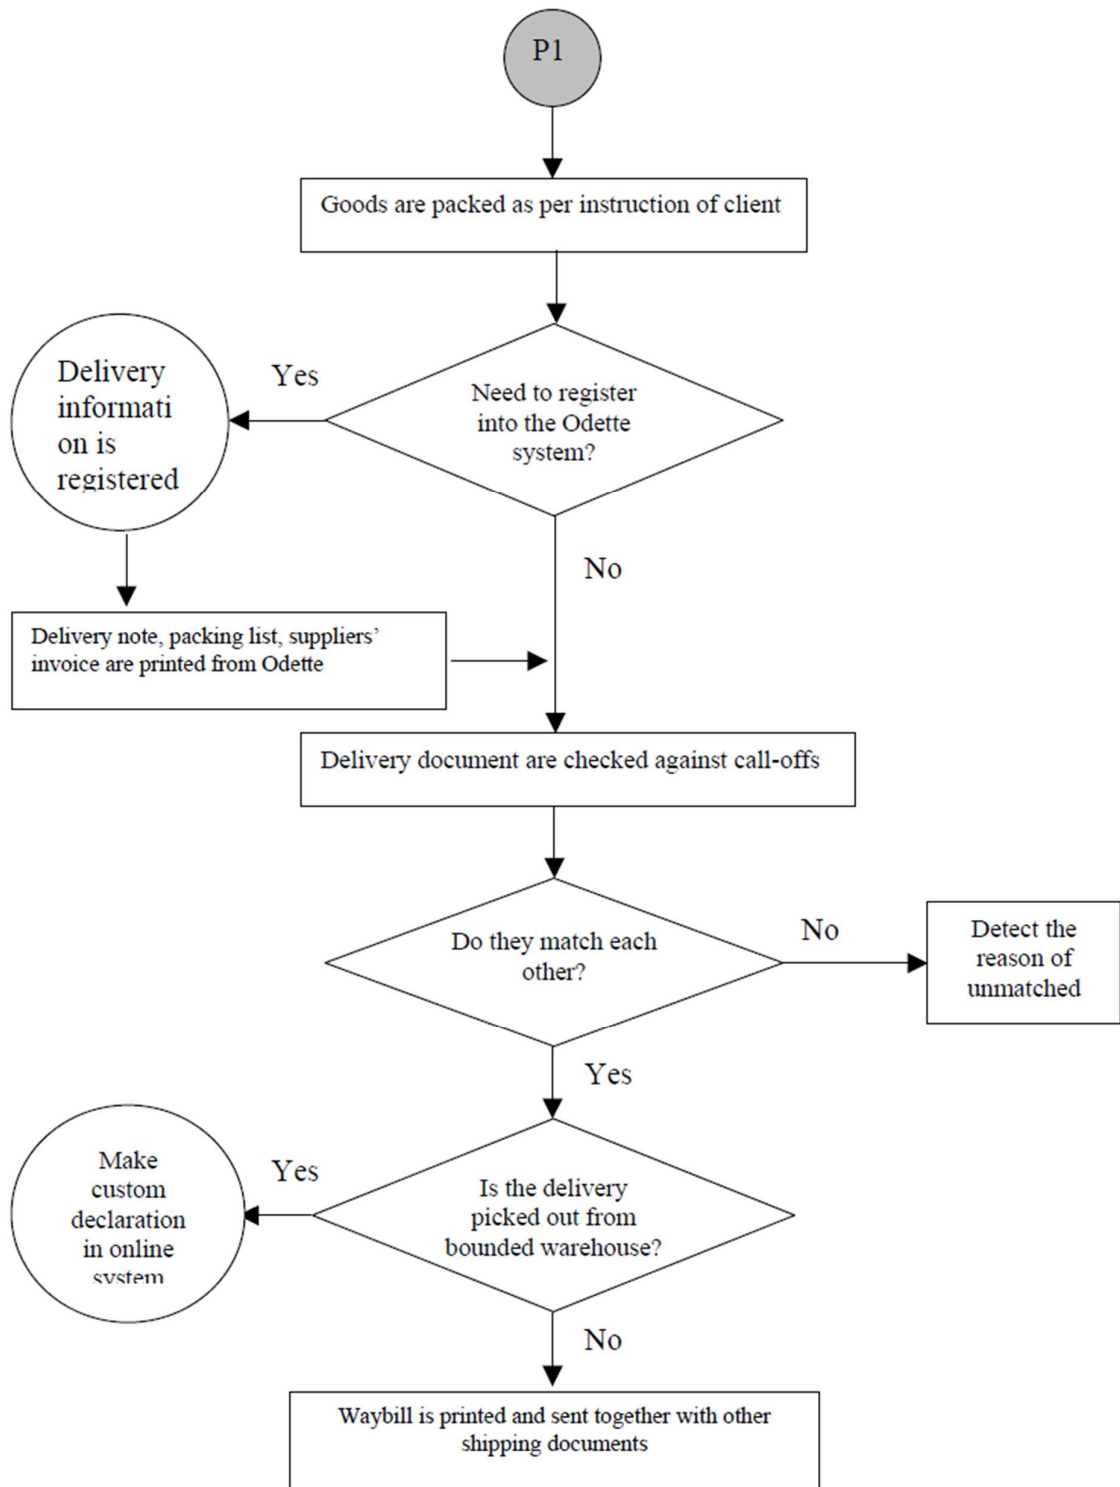 P1
Goods are packed as per instruction of client
Need to register
into the Odette
system?
Yes
Delivery
informati
on is
registered
No
Delivery note, packing list, suppliers’
invoice are printed from Odette
Delivery document are checked against call-offs
Do they match each
other?
No
Detect the
reason of
unmatched
Yes
Is the delivery
picked out from
bounded warehouse?
Yes
Make
custom
declaration
in online
system
No
Waybill is printed and sent together with other
shipping documents